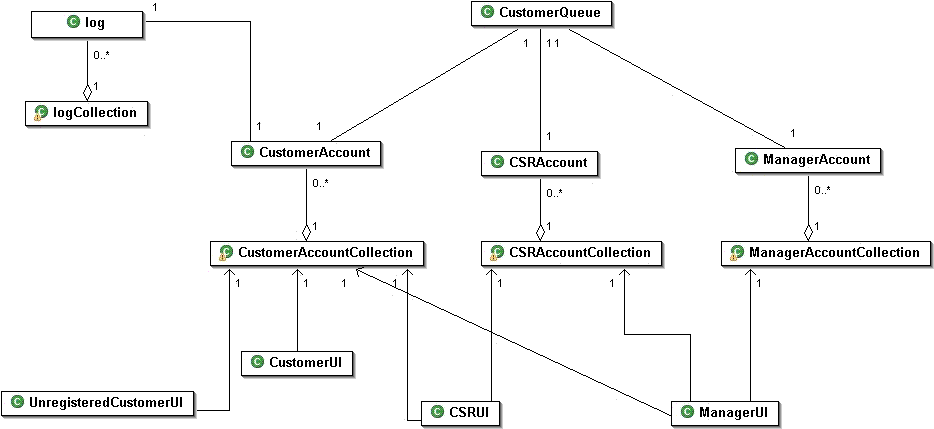 C log
1
C CustomerQueue
0..*
1
1 1
1
C logCollection
1
1
1
1
C CustomerAccount
C CSRAccount
C ManagerAccount
0..*
0..*
0..*
1
1
1
C CustomerAccountCollection
C CSRAccountCollection
C ManagerAccountCollection
1
1
1
1
1
1
1
C CustomerUI
C UnregisteredCustomerUI
C CSRUI
C ManagerUI